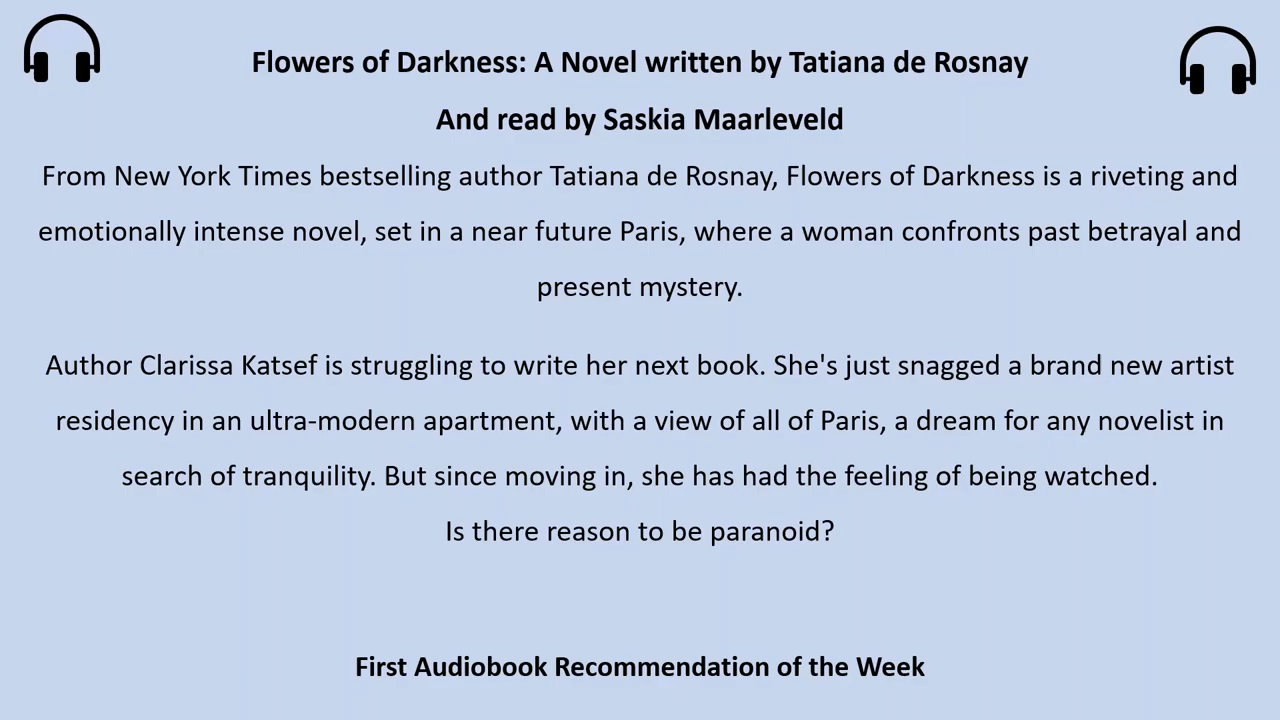 Flowers of Darkness: A Novel written by Tatiana de Rosnay
And read by Saskia Maarleveld
From New York Times bestselling author Tatiana de Rosnay, Flowers of Darkness is a riveting and
emotionally intense novel, set in a near future Paris, where a woman confronts past betrayal and
present mystery.
Author Clarissa Katsef is struggling to write her next book. She's just snagged a brand new artist
residency in an ultra-modern apartment, with a view of all of Paris, a dream for any novelist in
search of tranquility. But since moving in, she has had the feeling of being watched.
Is there reason to be paranoid?
First Audiobook Recommendation of the Week